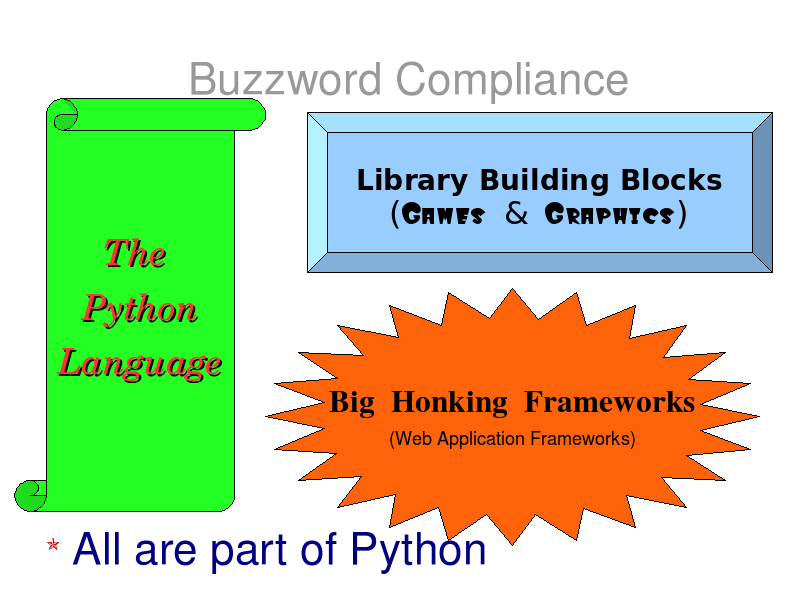 Buzzword Compliance
The
Python
Language
Library Building Blocks
(Games & Graphics)
Big Honking Frameworks
(Web Application Frameworks)
* All are part of Python